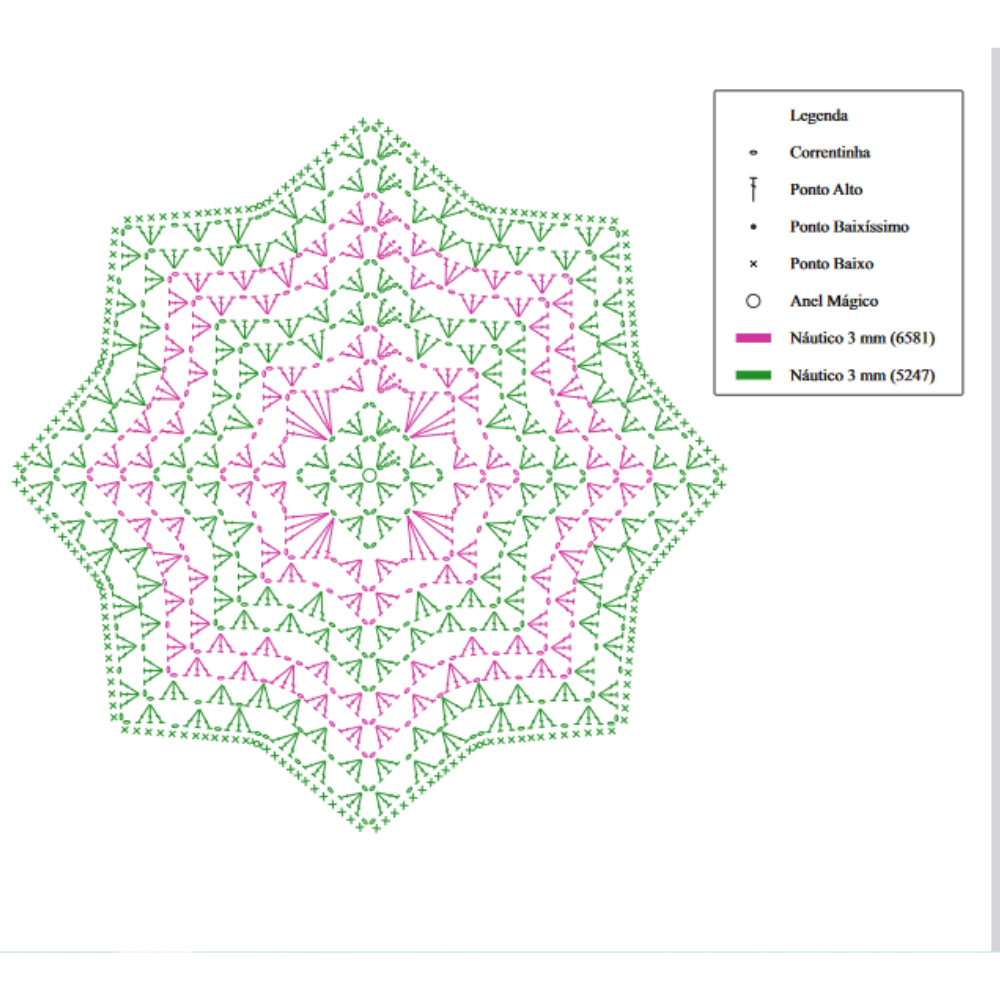 Legenda
Correntinha
Ponto Alto
Ponto Baixíssimo
Ponto Baixo
Anel Mágico
Náutico 3 mm (6581)
Náutico 3 mm (5247)